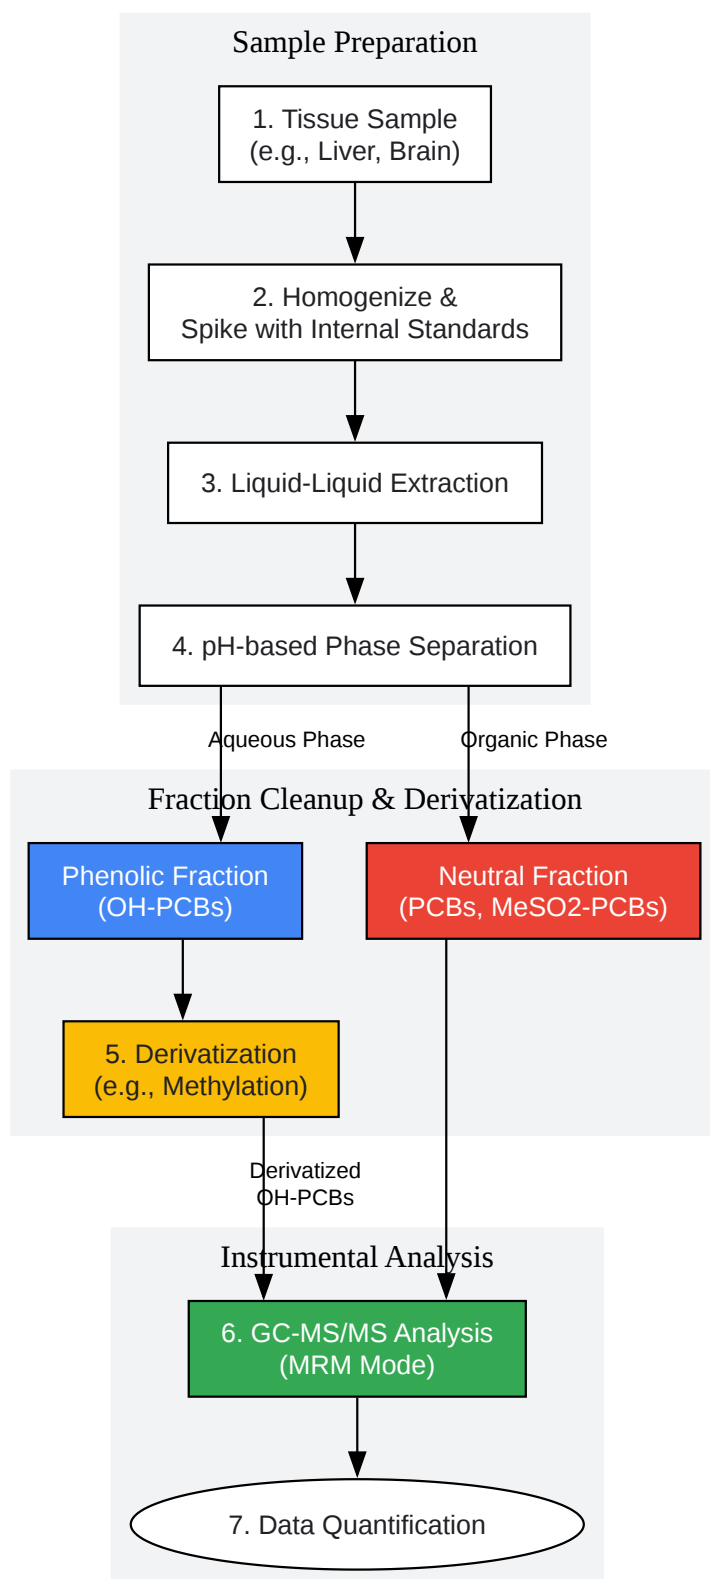 Sample Preparation
1. Tissue Sample
(e.g., Liver, Brain)
2. Homogenize &
Spike with Internal Standards
3. Liquid-Liquid Extraction
4. pH-based Phase Separation
Aqueous Phase
Organic Phase
Fraction Cleanup & Derivatization
Phenolic Fraction
(OH-PCBs)
Neutral Fraction
(PCBs, MeSO2-PCBs)
5. Derivatization
(e.g., Methylation)
Derivatized
OH-PCBs
Instrumental Analysis
6. GC-MS/MS Analysis
(MRM Mode)
7. Data Quantification